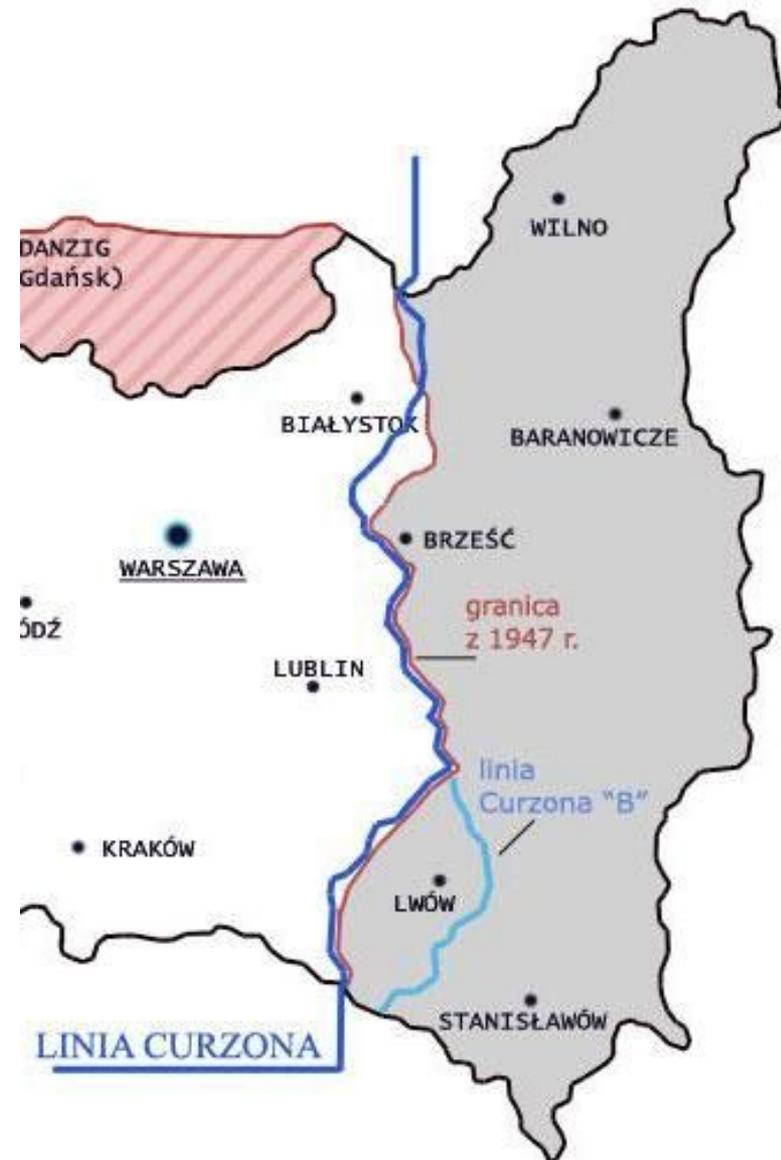 WILNO
DANZIG
Gdańsk)
BIAŁYSTOK
BARANOWICZE
BRZEŚĆ
WARSZAWA
granica
z 1947 r.
ÓDŹ
LUBLIN
linia
Curzona "B"
KRAKÓW
LWÓW
STANISŁAWÓW
LINIA CURZONA